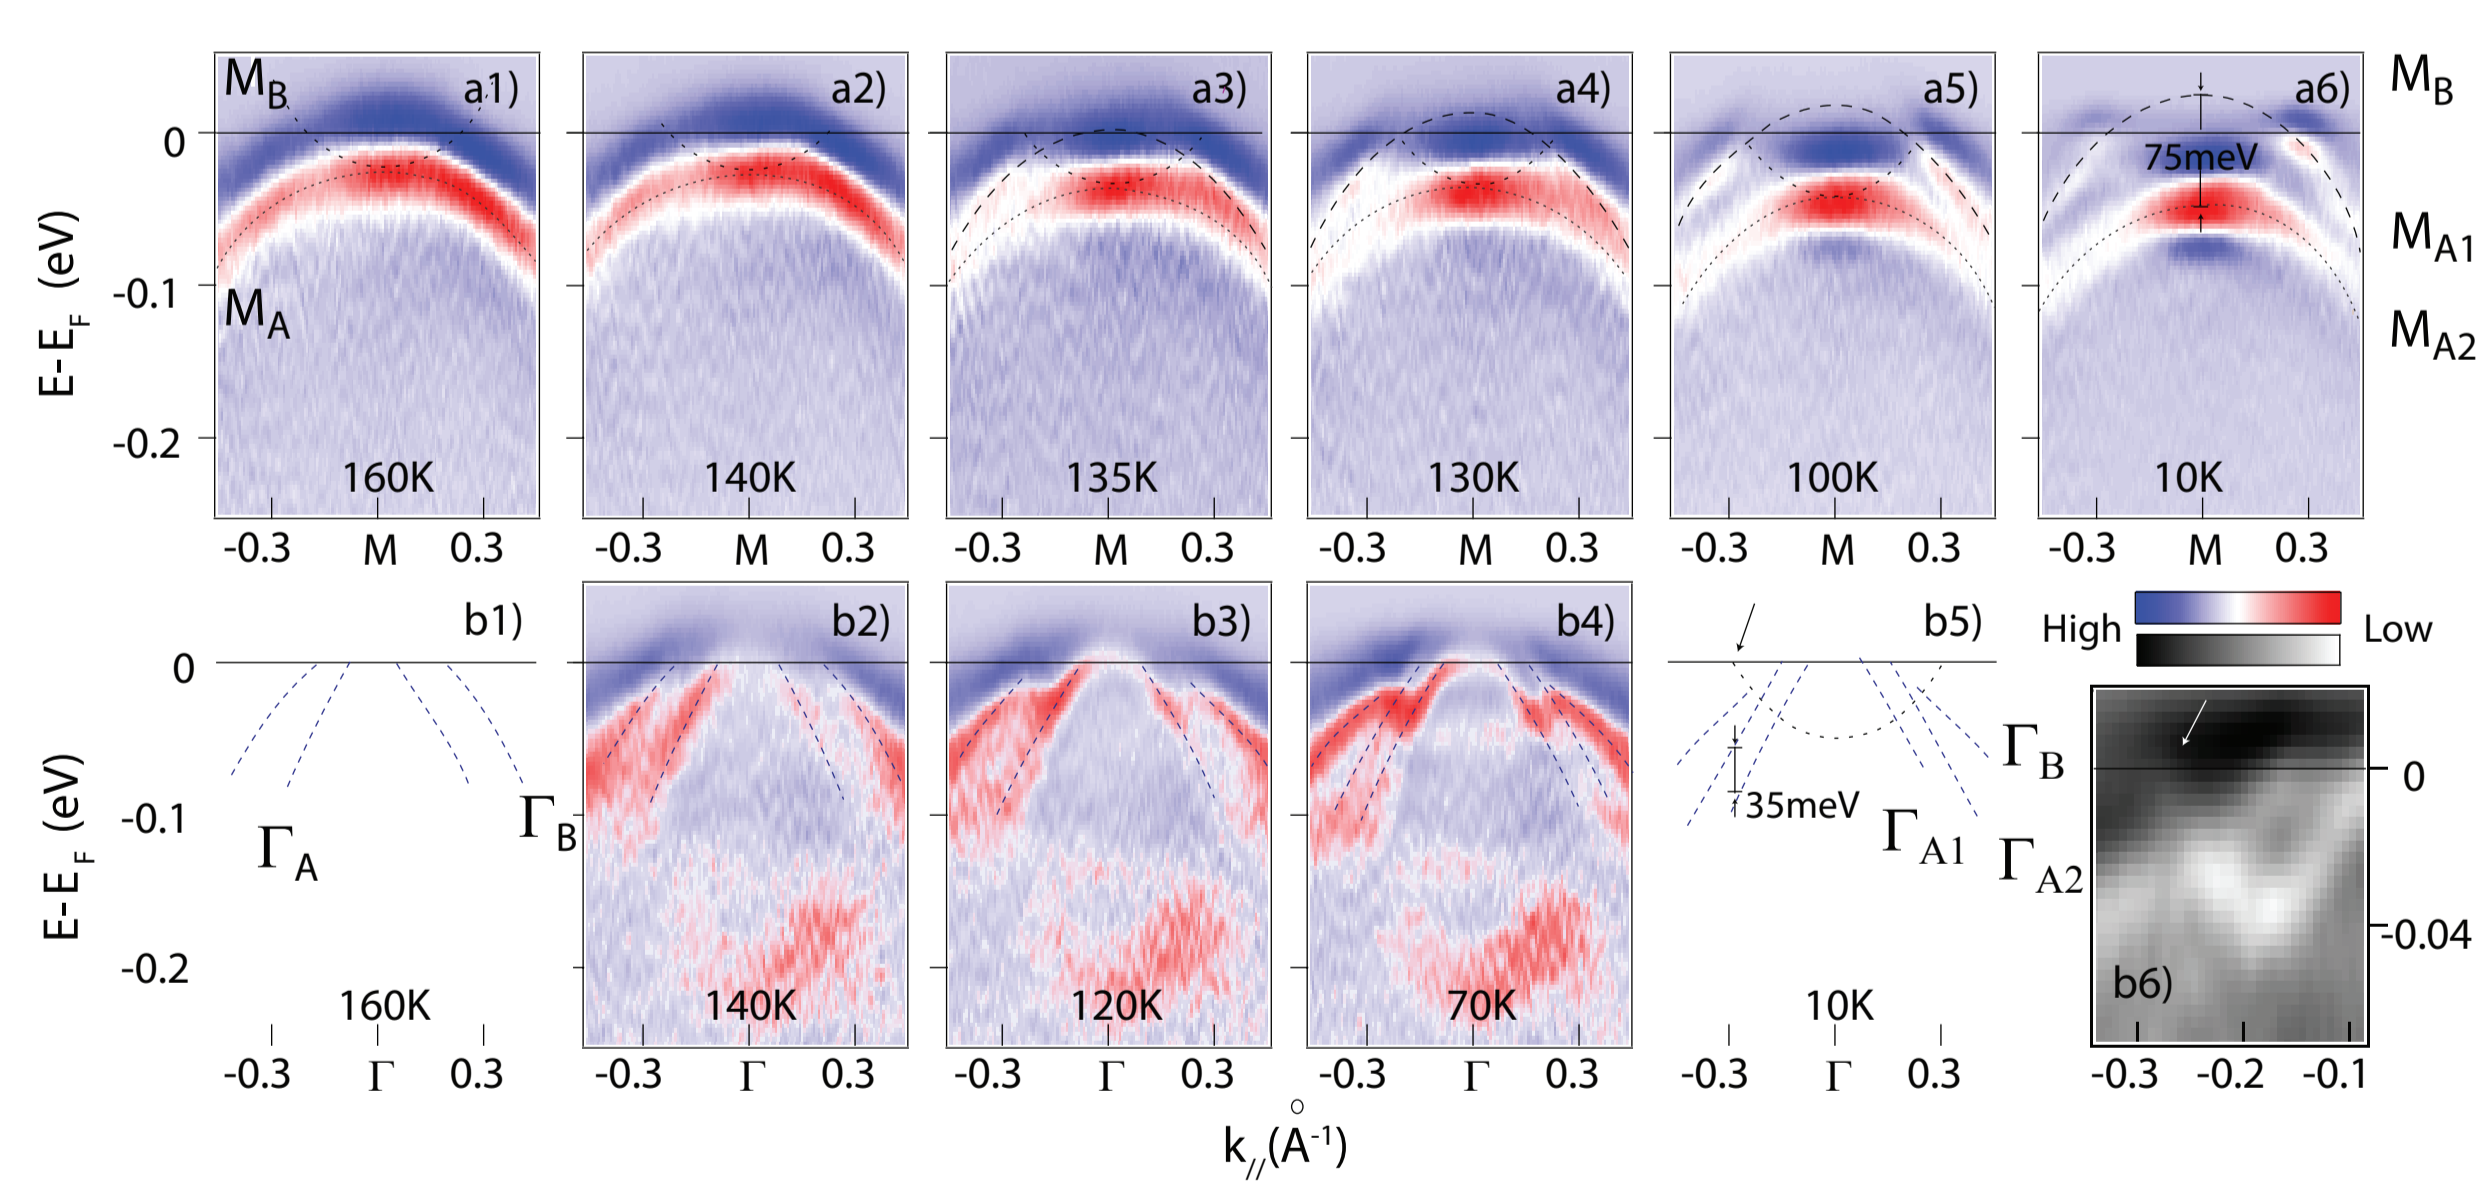 M_B a1) a2) a3) a4) a5) a6) M_B
0
75meV
M_A1
-0.1
M_A
M_A2
E-E_F (eV)
-0.2
160K 140K 135K 130K 100K 10K
-0.3 M 0.3 -0.3 M 0.3 -0.3 M 0.3 -0.3 M 0.3 -0.3 M 0.3 -0.3 M 0.3
b1) b2) b3) b4) b5) High Low
0
Γ_B
0
35meV
-0.1
Γ_A Γ_B Γ_A1 Γ_A2
E-E_F (eV)
-0.04
-0.2
b6)
160K 140K 120K 70K 10K
-0.3 Γ 0.3 -0.3 Γ 0.3 -0.3 Γ 0.3 -0.3 Γ 0.3 -0.3 Γ 0.3 -0.3 -0.2 -0.1
k_//(Å^-1)